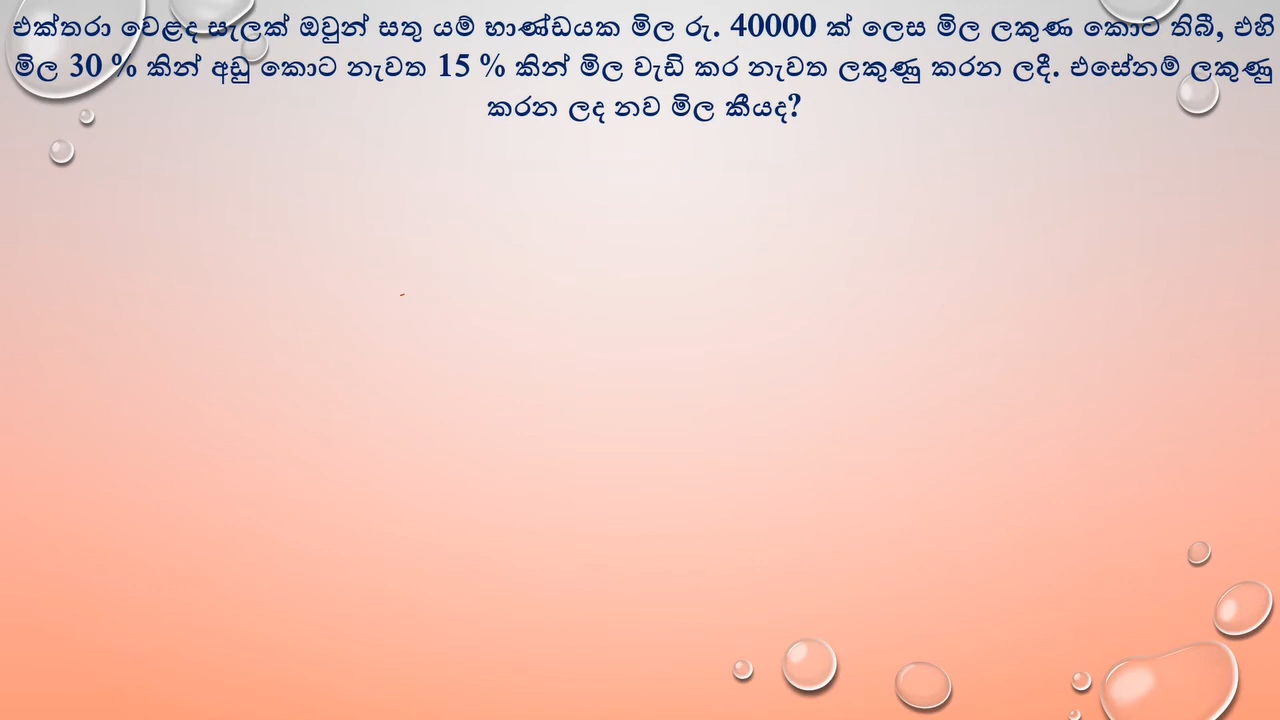 එක්තරා වෙළද සැලක් ඔවුන් සතු යම් භාණ්ඩයක මිල රු. 40000 ක් ලෙස මිල ලකුණ කොට තිබී, එහි
මිල 30 % කින් අඩු කොට නැවත 15 % කින් මිල වැඩි කර නැවත ලකුණු කරන ලදී. එසේනම් ලකුණු
කරන ලද නව මිල කීයද?